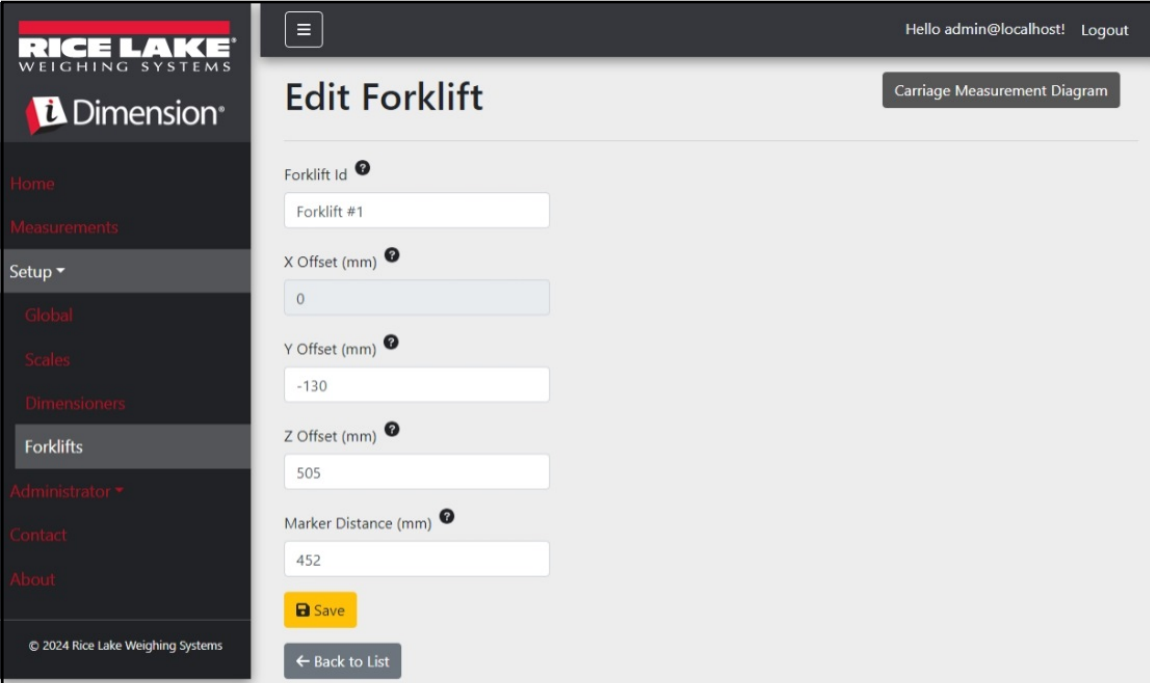 RICE LAKE®
WEIGHING SYSTEMS
i Dimension®
Home
Measurements
Setup
Global
Scales
Dimensioners
Forklifts
Administrator
Contact
About
© 2024 Rice Lake Weighing Systems
Hello admin@localhost! Logout
Edit Forklift
Carriage Measurement Diagram
Forklift Id ?
Forklift #1
X Offset (mm) ?
0
Y Offset (mm) ?
-130
Z Offset (mm) ?
505
Marker Distance (mm) ?
452
Save
← Back to List